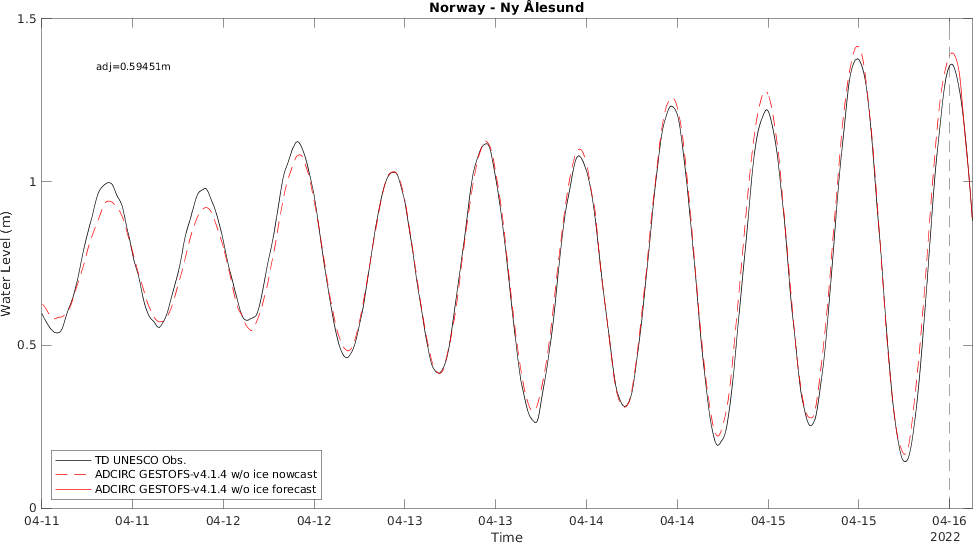 Norway - Ny Ålesund
1.5
adj=0.59451m
1
Water Level (m)
0.5
TD UNESCO Obs.
ADCIRC GESTOFS-v4.1.4 w/o ice nowcast
ADCIRC GESTOFS-v4.1.4 w/o ice forecast
0
04-11 04-11 04-12 04-12 04-13 04-13 04-14 04-14 04-15 04-15 04-16
Time
2022